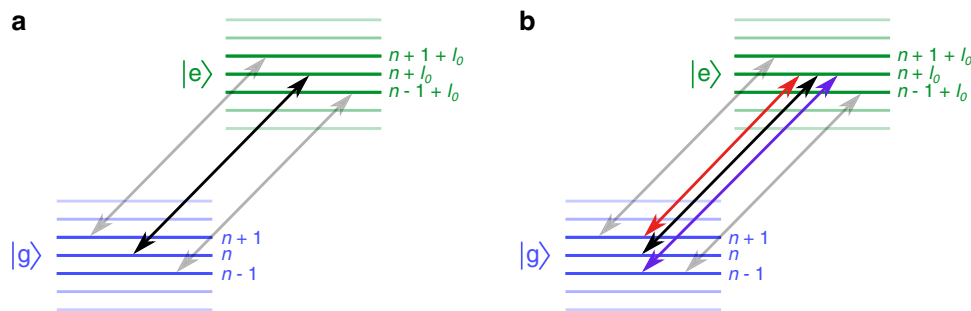 a
|e⟩
n + 1 + l₀
n + l₀
n - 1 + l₀
|g⟩
n + 1
n
n - 1
b
|e⟩
n + 1 + l₀
n + l₀
n - 1 + l₀
|g⟩
n + 1
n
n - 1